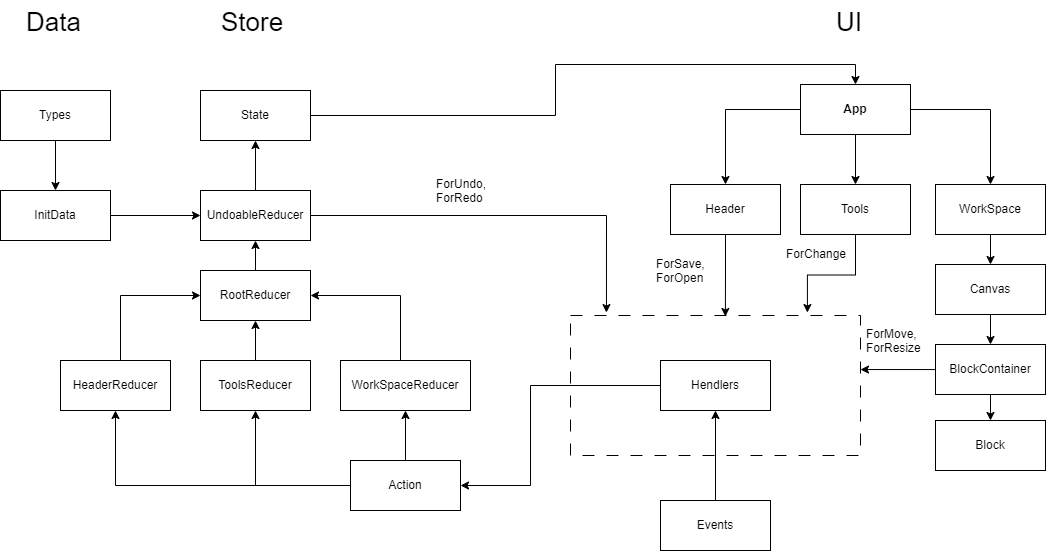 Data
Store
UI
Types
State
App
ForUndo,
ForRedo
InitData
UndoableReducer
Header
Tools
WorkSpace
ForSave,
ForOpen
ForChange
RootReducer
Canvas
ForMove,
ForResize
HeaderReducer
ToolsReducer
WorkSpaceReducer
Hendlers
BlockContainer
Block
Action
Events